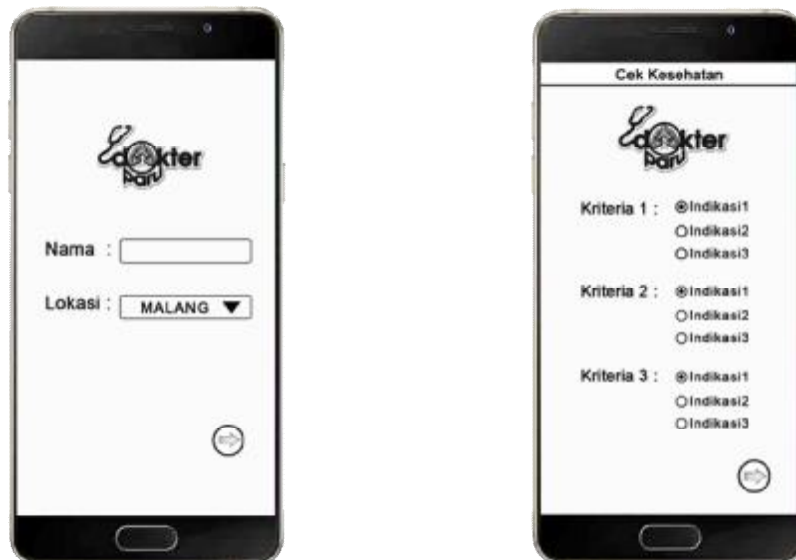 dokter
paru
Nama :
Lokasi : MALANG
Cek Kesehatan
dokter
paru
Kriteria 1 : Indikasi1
Indikasi2
Indikasi3
Kriteria 2 : Indikasi1
Indikasi2
Indikasi3
Kriteria 3 : Indikasi1
Indikasi2
Indikasi3